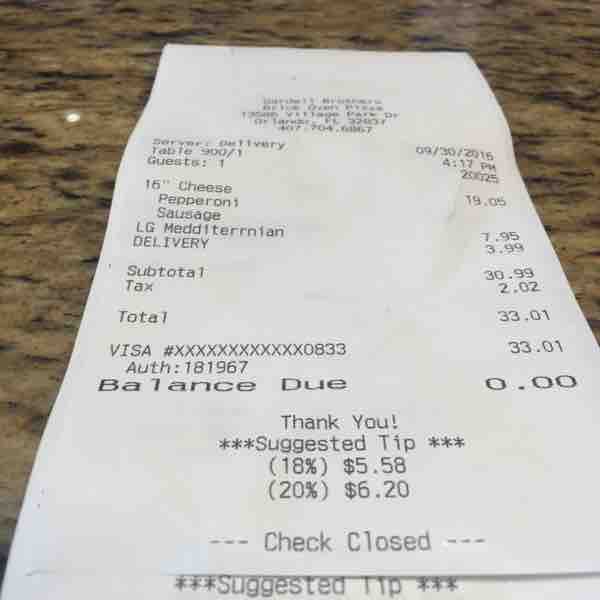 Brick Oven Pizza
13586 Village Park Dr
Orlando, FL 32837
407.704.6867
Server: Delivery
Table 900/1 09/30/2016
Guests: 1 4:17 PM
20025
16" Cheese
Pepperoni 19.05
Sausage
LG Medditerrnian 7.95
DELIVERY 3.99
Subtotal 30.99
Tax 2.02
Total 33.01
VISA #XXXXXXXXXXXX0833 33.01
Auth:181967
Balance Due 0.00
Thank You!
***Suggested Tip ***
(18%) $5.58
(20%) $6.20
--- Check Closed ---
***Suggested Tip ***